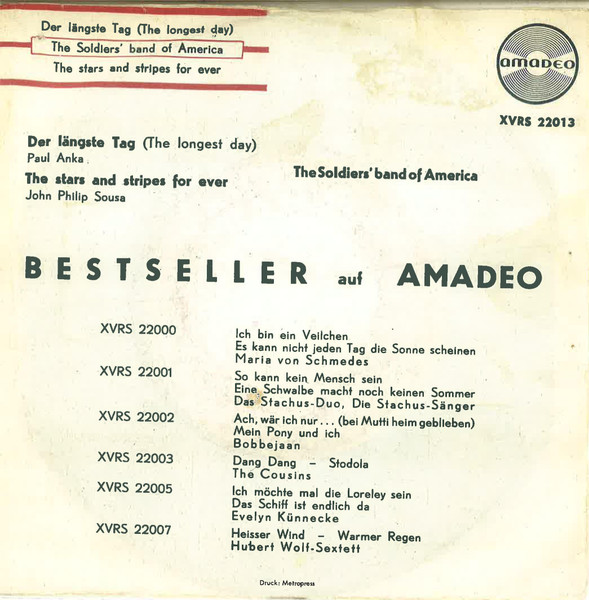 Der längste Tag (The longest day)
The Soldiers' band of America
The stars and stripes for ever
amadeo
XVRS 22013
Der längste Tag (The longest day)
Paul Anka
The stars and stripes for ever
John Philip Sousa
The Soldiers' band of America
BESTSELLER auf AMADEO
XVRS 22000
Ich bin ein Veilchen
Es kann nicht jeden Tag die Sonne scheinen
Maria von Schmedes
XVRS 22001
So kann kein Mensch sein
Eine Schwalbe macht noch keinen Sommer
Das Stachus-Duo, Die Stachus-Sänger
XVRS 22002
Ach, wär ich nur... (bei Mutti heim geblieben)
Mein Pony und ich
Bobbejaan
XVRS 22003
Dang Dang – Stodola
The Cousins
XVRS 22005
Ich möchte mal die Loreley sein
Das Schiff ist endlich da
Evelyn Künnecke
XVRS 22007
Heisser Wind – Warmer Regen
Hubert Wolf-Sextett
Druck: Metropress